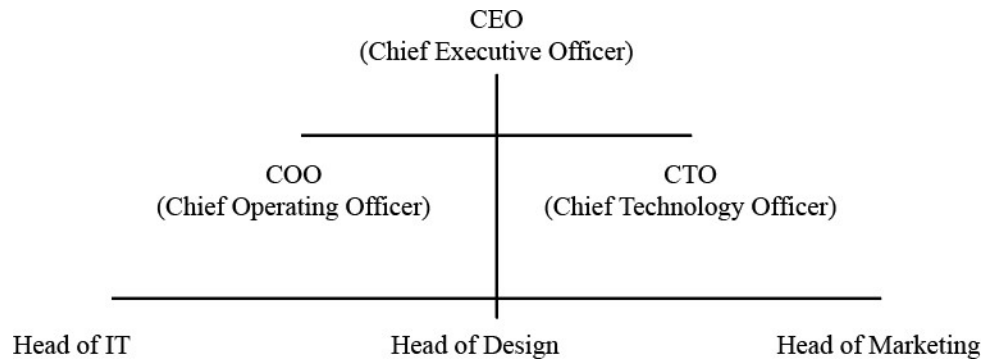 CEO
(Chief Executive Officer)
COO
(Chief Operating Officer)
CTO
(Chief Technology Officer)
Head of IT
Head of Design
Head of Marketing